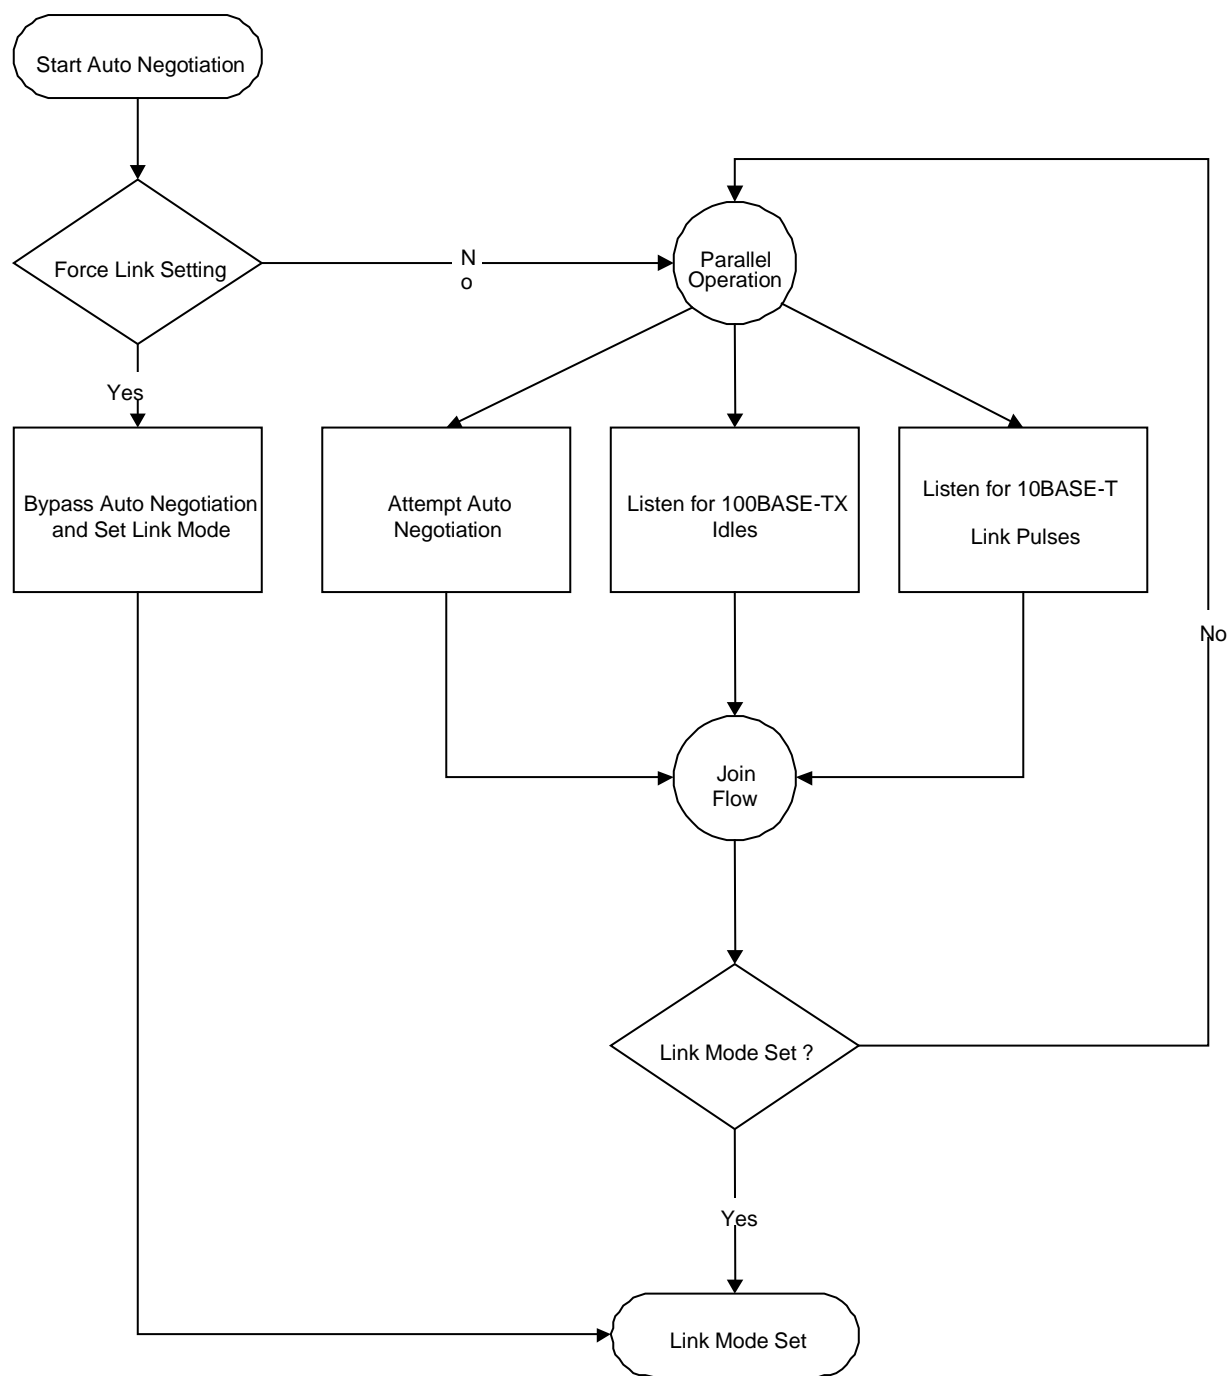 Start Auto Negotiation
Force Link Setting
N
o
Parallel
Operation
Yes
Bypass Auto Negotiation
and Set Link Mode
Attempt Auto
Negotiation
Listen for 100BASE-TX
Idles
Listen for 10BASE-T
Link Pulses
No
Join
Flow
Link Mode Set ?
Yes
Link Mode Set